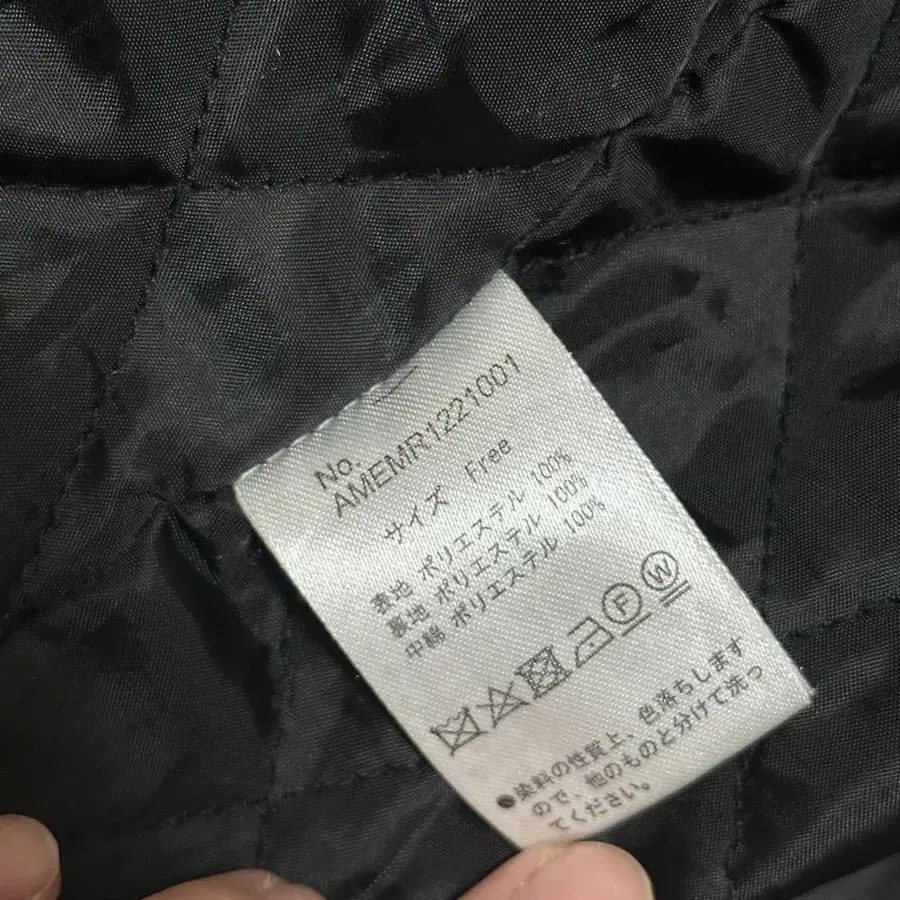 No.
AMEMR1221001
サイズ Free
表地 ポリエステル 100%
裏地 ポリエステル 100%
中綿 ポリエステル 100%
F W
●染料の性質上、色落ちします
ので、他のものと分けて洗っ
てください。